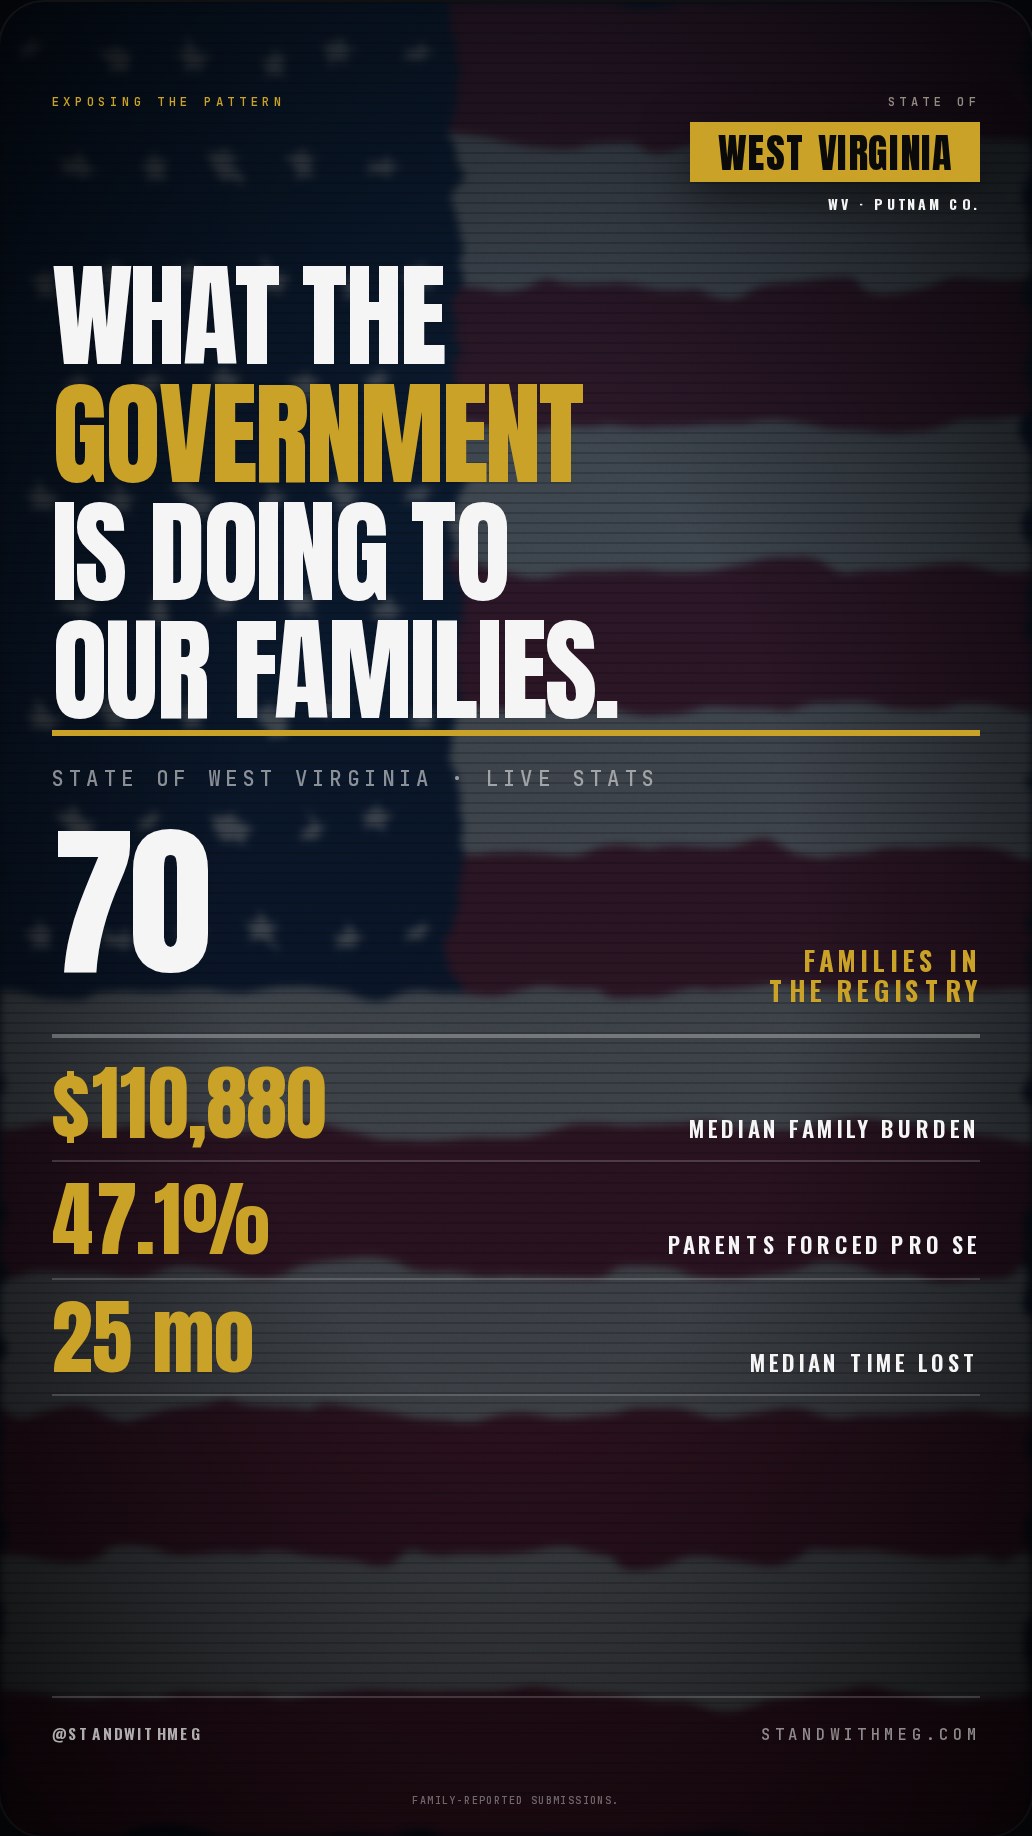 EXPOSING THE PATTERN
STATE OF
WEST VIRGINIA
WV · PUTNAM CO.
WHAT THE
GOVERNMENT
IS DOING TO
OUR FAMILIES.
STATE OF WEST VIRGINIA · LIVE STATS
70
FAMILIES IN
THE REGISTRY
$110,880
MEDIAN FAMILY BURDEN
47.1%
PARENTS FORCED PRO SE
25 mo
MEDIAN TIME LOST
@STANDWITHMEG
STANDWITHMEG.COM
FAMILY-REPORTED SUBMISSIONS.